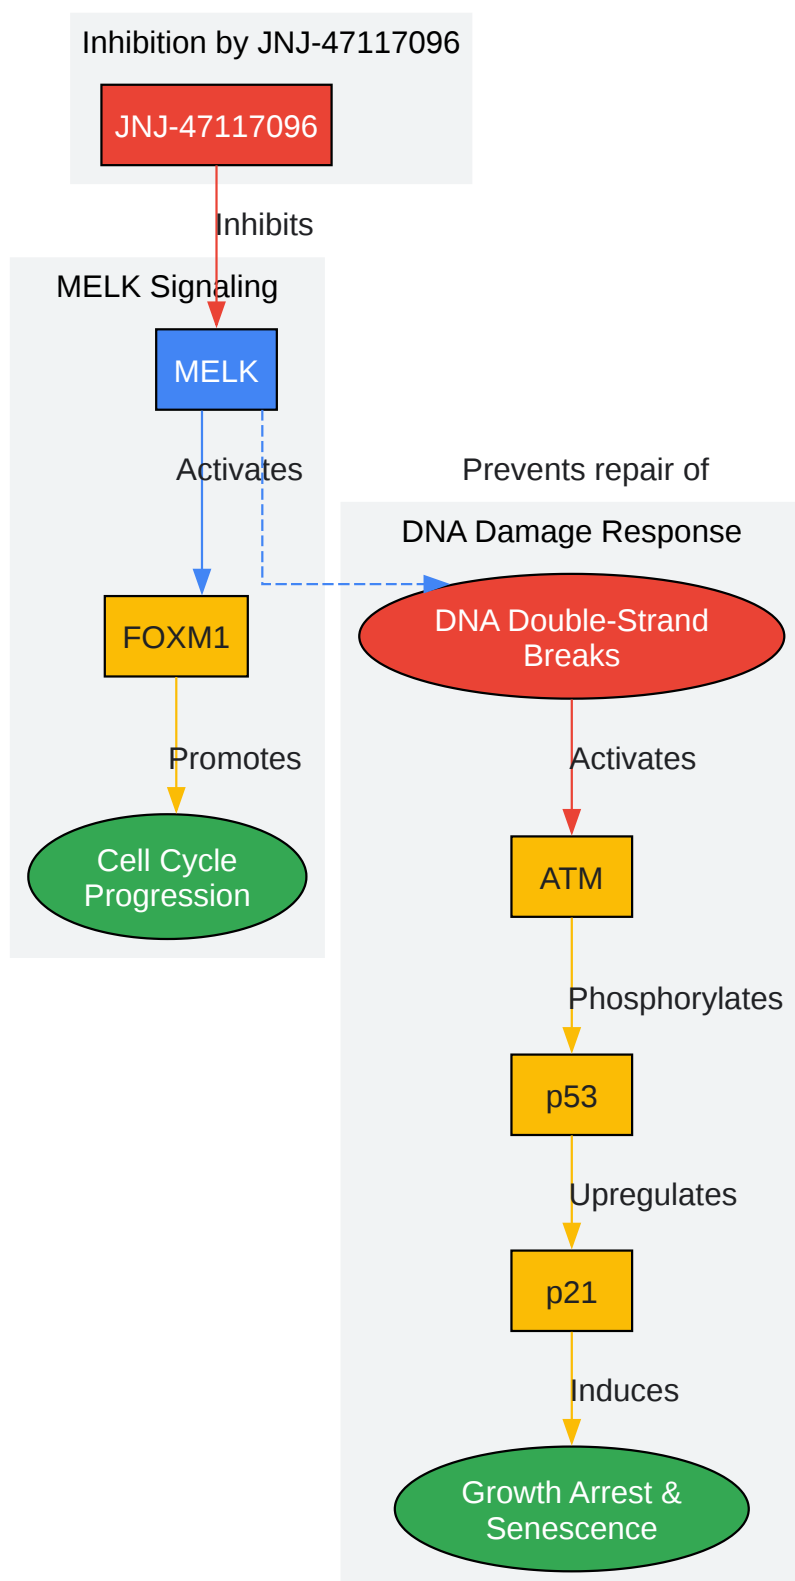 Inhibition by JNJ-47117096
JNJ-47117096
Inhibits
MELK Signaling
MELK
Activates
Prevents repair of
DNA Damage Response
FOXM1
DNA Double-Strand
Breaks
Promotes
Activates
Cell Cycle
Progression
ATM
Phosphorylates
p53
Upregulates
p21
Induces
Growth Arrest &
Senescence